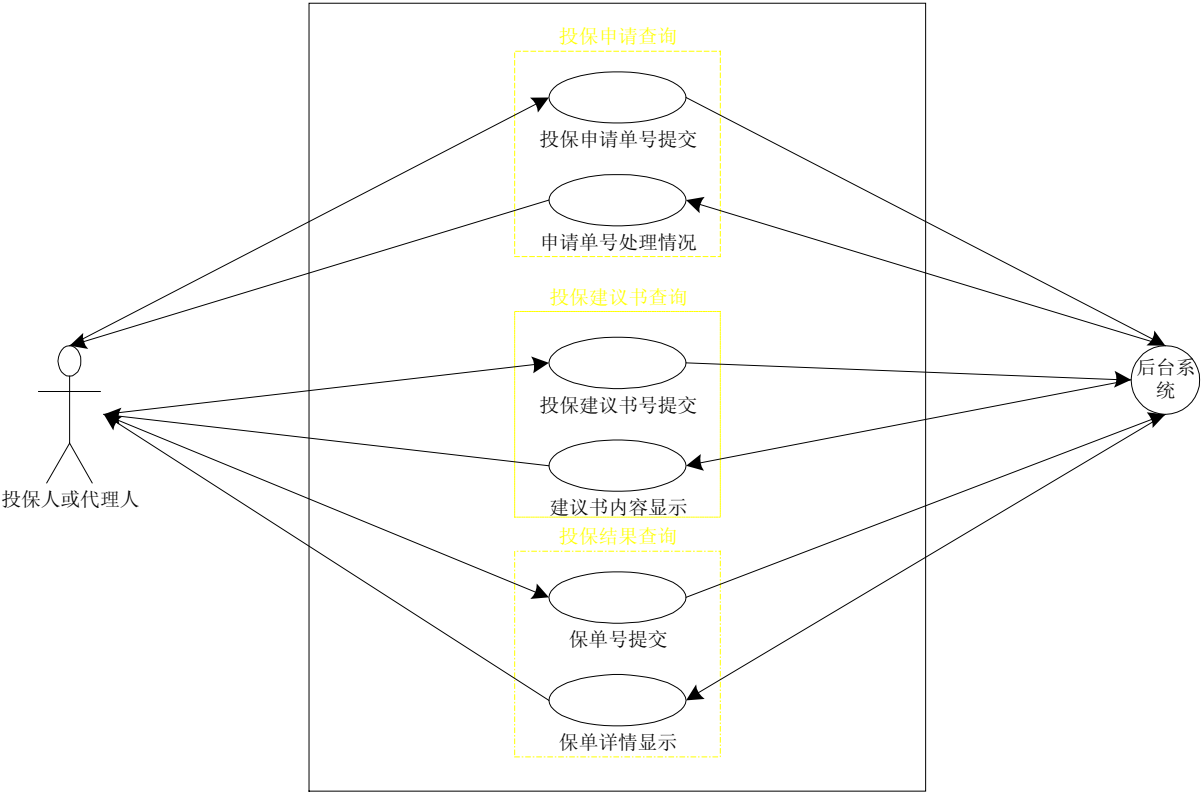 投保申请查询
投保申请单号提交
申请单号处理情况
投保建议书查询
投保建议书号提交
建议书内容显示
投保结果查询
保单号提交
保单详情显示
投保人或代理人
后台系
统